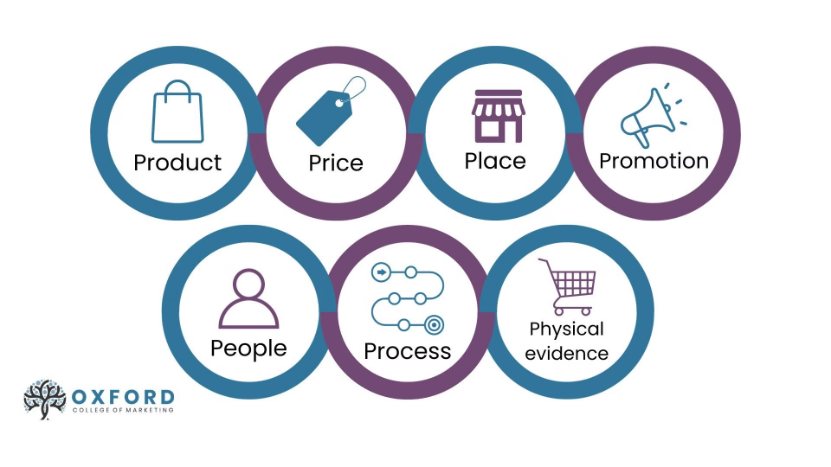 Product
Price
Place
Promotion
People
Process
Physical
evidence
OXFORD
COLLEGE OF MARKETING